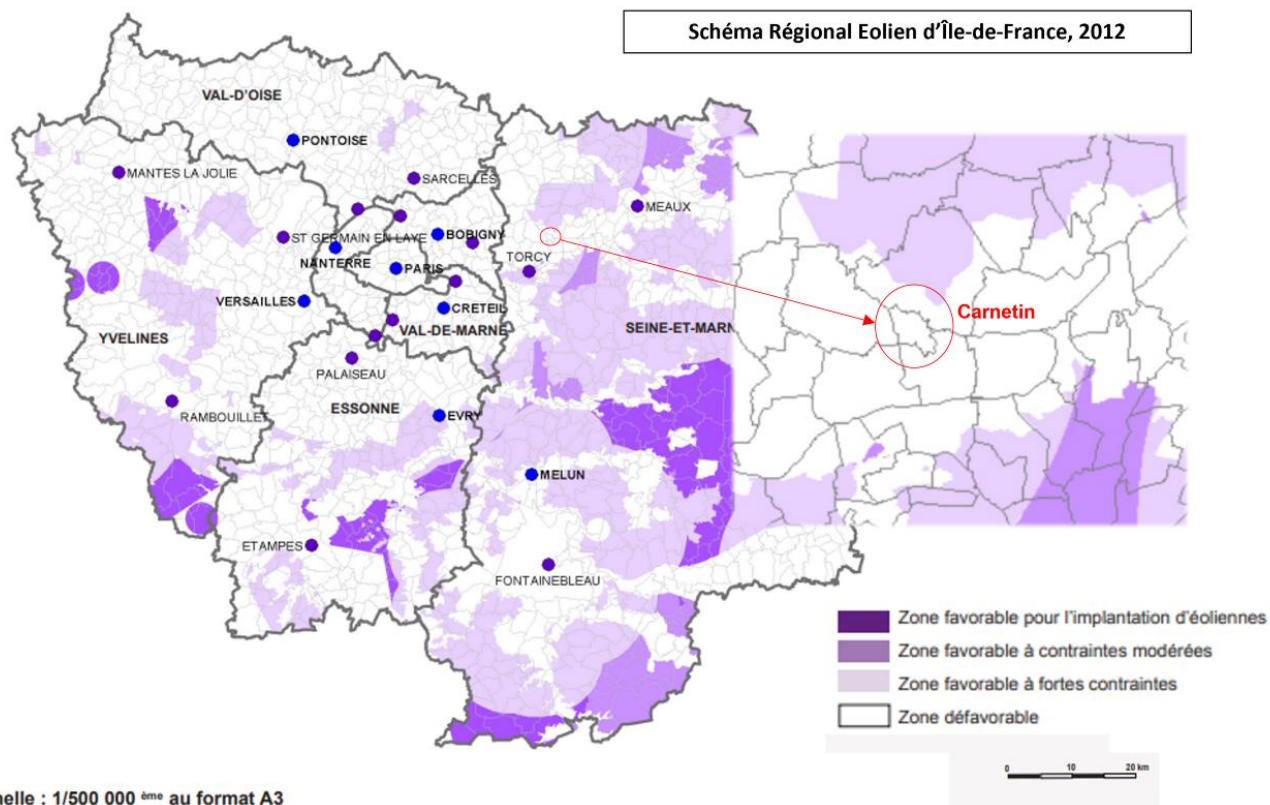 Schéma Régional Eolien d'Île-de-France, 2012
VAL-D'OISE
PONTOISE
MANTES LA JOLIE
SARCELLES
MEAUX
ST GERMAIN EN LAYE
BOBIGNY
NANTERRE
PARIS
TORCY
VERSAILLES
CRETEIL
Carnetin
VAL-DE-MARNE
SEINE-ET-MARN
YVELINES
PALAISEAU
RAMBOUILLET
ESSONNE
EVRY
MELUN
ETAMPES
FONTAINEBLEAU
Zone favorable pour l'implantation d'éoliennes
Zone favorable à contraintes modérées
Zone favorable à fortes contraintes
Zone défavorable
0 10 20 km
helle : 1/500 000 ème au format A3